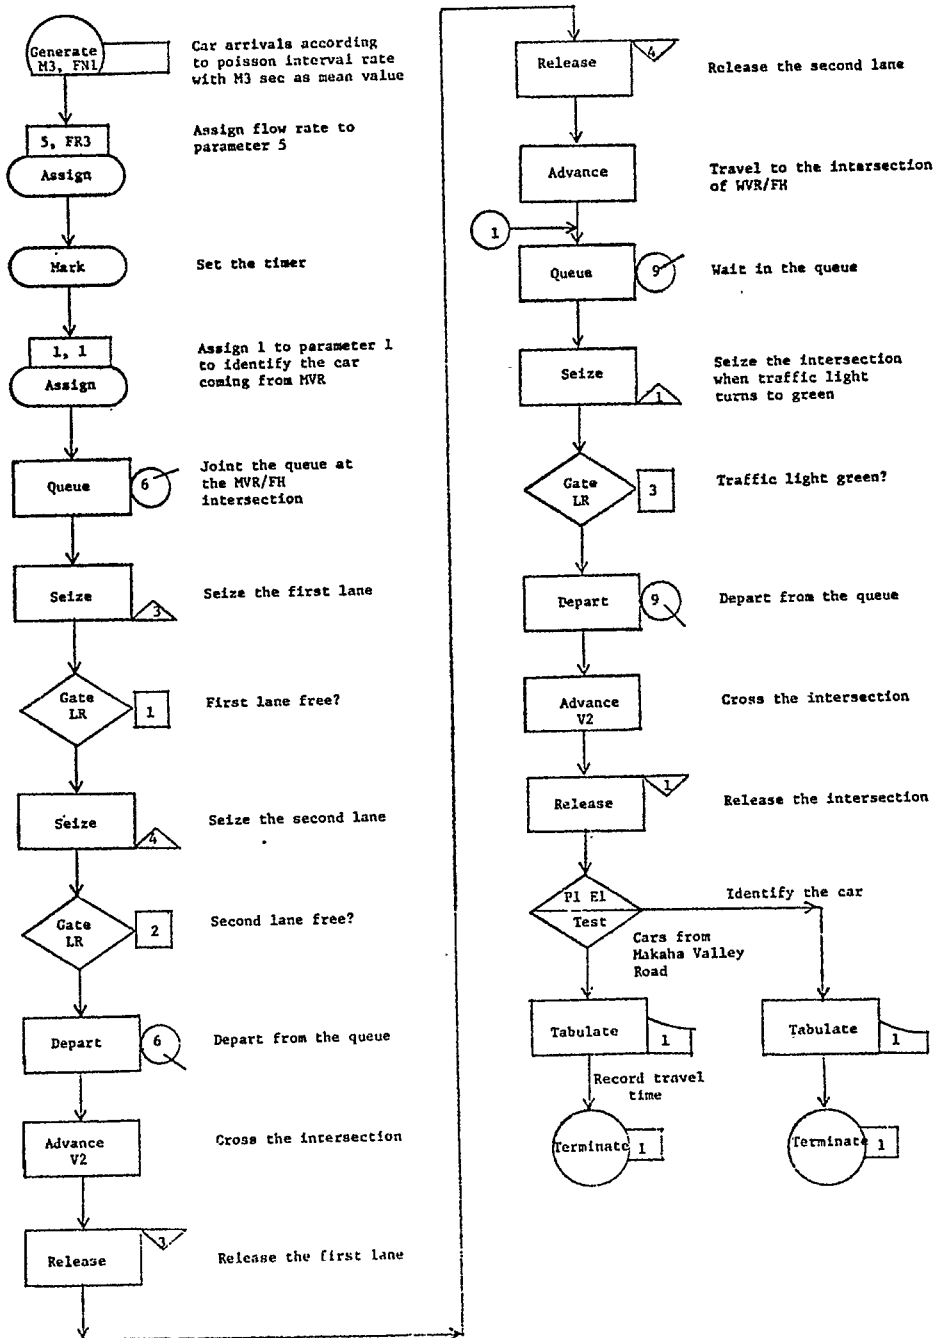 Generate
M3, FN1
Car arrivals according
to poisson interval rate
with M3 sec as mean value
5, FR3
Assign
Assign flow rate to
parameter 5
Mark
Set the timer
1, 1
Assign
Assign 1 to parameter 1
to identify the car
coming from MVR
Queue
6
Joint the queue at
the MVR/FH
intersection
Seize
3
Seize the first lane
Gate
LR
1
First lane free?
Seize
4
Seize the second lane
Gate
LR
2
Second lane free?
Depart
6
Depart from the queue
Advance
V2
Cross the intersection
Release
3
Release the first lane
Release
4
Release the second lane
Advance
Travel to the intersection
of WVR/FH
1
Queue
9
Wait in the queue
Seize
1
Seize the intersection
when traffic light
turns to green
Gate
LR
3
Traffic light green?
Depart
9
Depart from the queue
Advance
V2
Cross the intersection
Release
1
Release the intersection
P1 E1
Test
Identify the car
Cars from
Makaha Valley
Road
Tabulate
1
Tabulate
1
Record travel
time
Terminate
1
Terminate
1